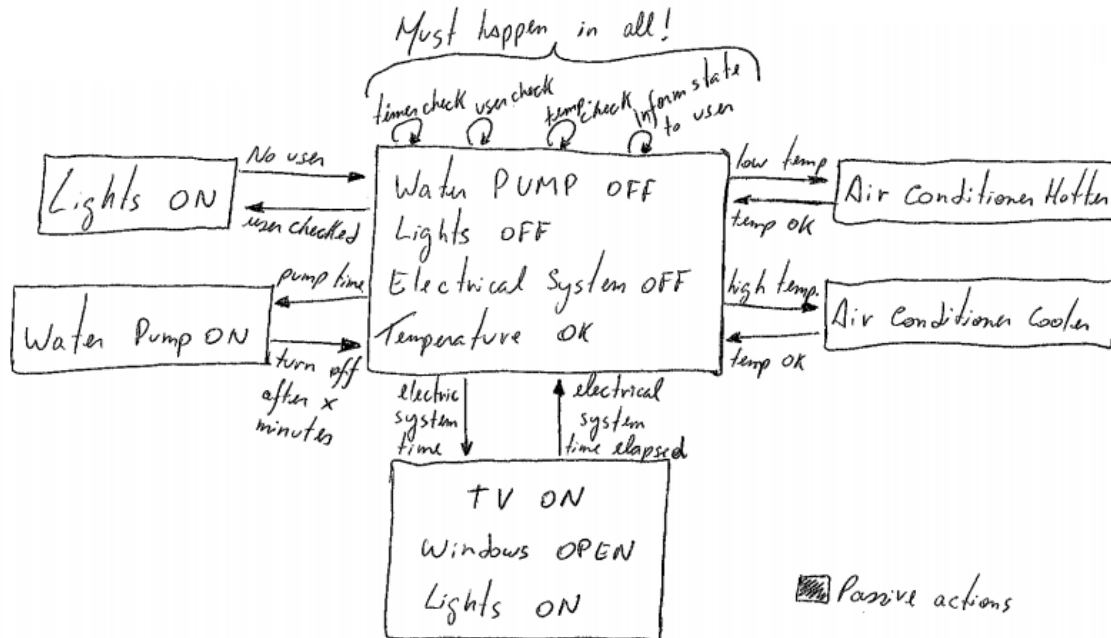 Must happen in all!
timer check
user check
temp. check
inform state
to user
No user
Lights ON
user checked
Water PUMP OFF
Lights OFF
Electrical System OFF
Temperature OK
low temp
Air Conditioner Hotter
temp OK
pump time
Water Pump ON
turn off
after x
minutes
high temp.
Air Conditioner Cooler
temp OK
electric
system
time
electrical
system
time elapsed
TV ON
Windows OPEN
Lights ON
Passive actions